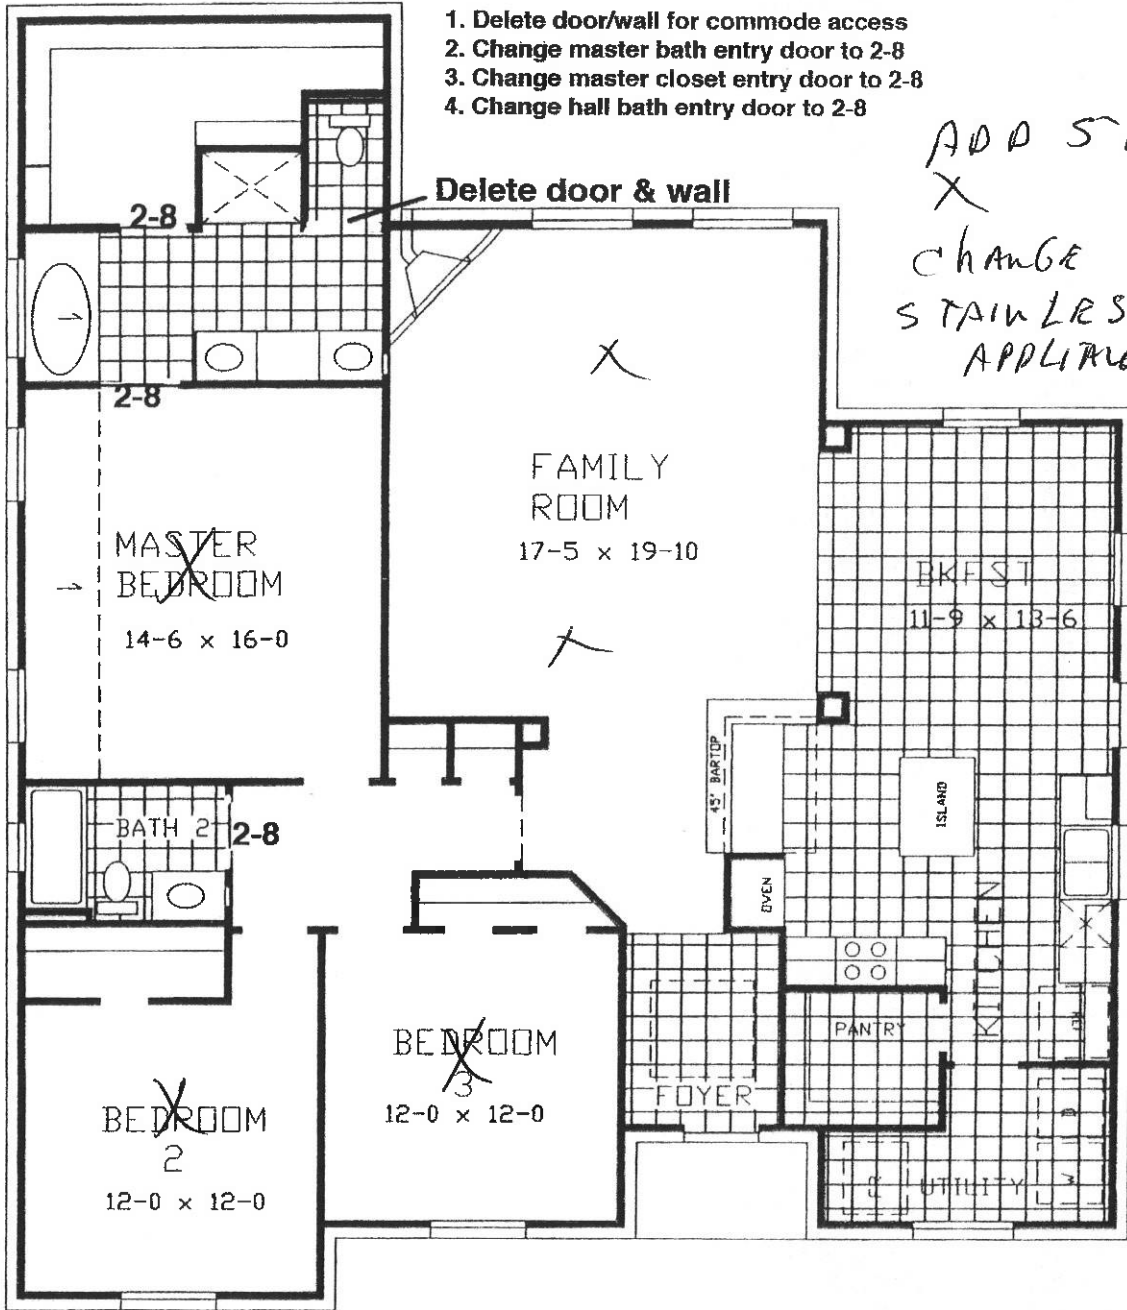 1. Delete door/wall for commode access
2. Change master bath entry door to 2-8
3. Change master closet entry door to 2-8
4. Change hall bath entry door to 2-8
ADD
X
ChANGE
Delete door & wall
2-8
2-8
X
FAMILY
ROOM
17-5 x 19-10
X
MASTER
BEDROOM
14-6 x 16-0
BKFST
11-9 x 13-6
45" BARTOP
ISLAND
BATH 2
2-8
OVEN
KITCHEN
PANTRY
REF
BEDROOM
3
12-0 x 12-0
FOYER
BEDROOM
2
12-0 x 12-0
D
W
UTILITY